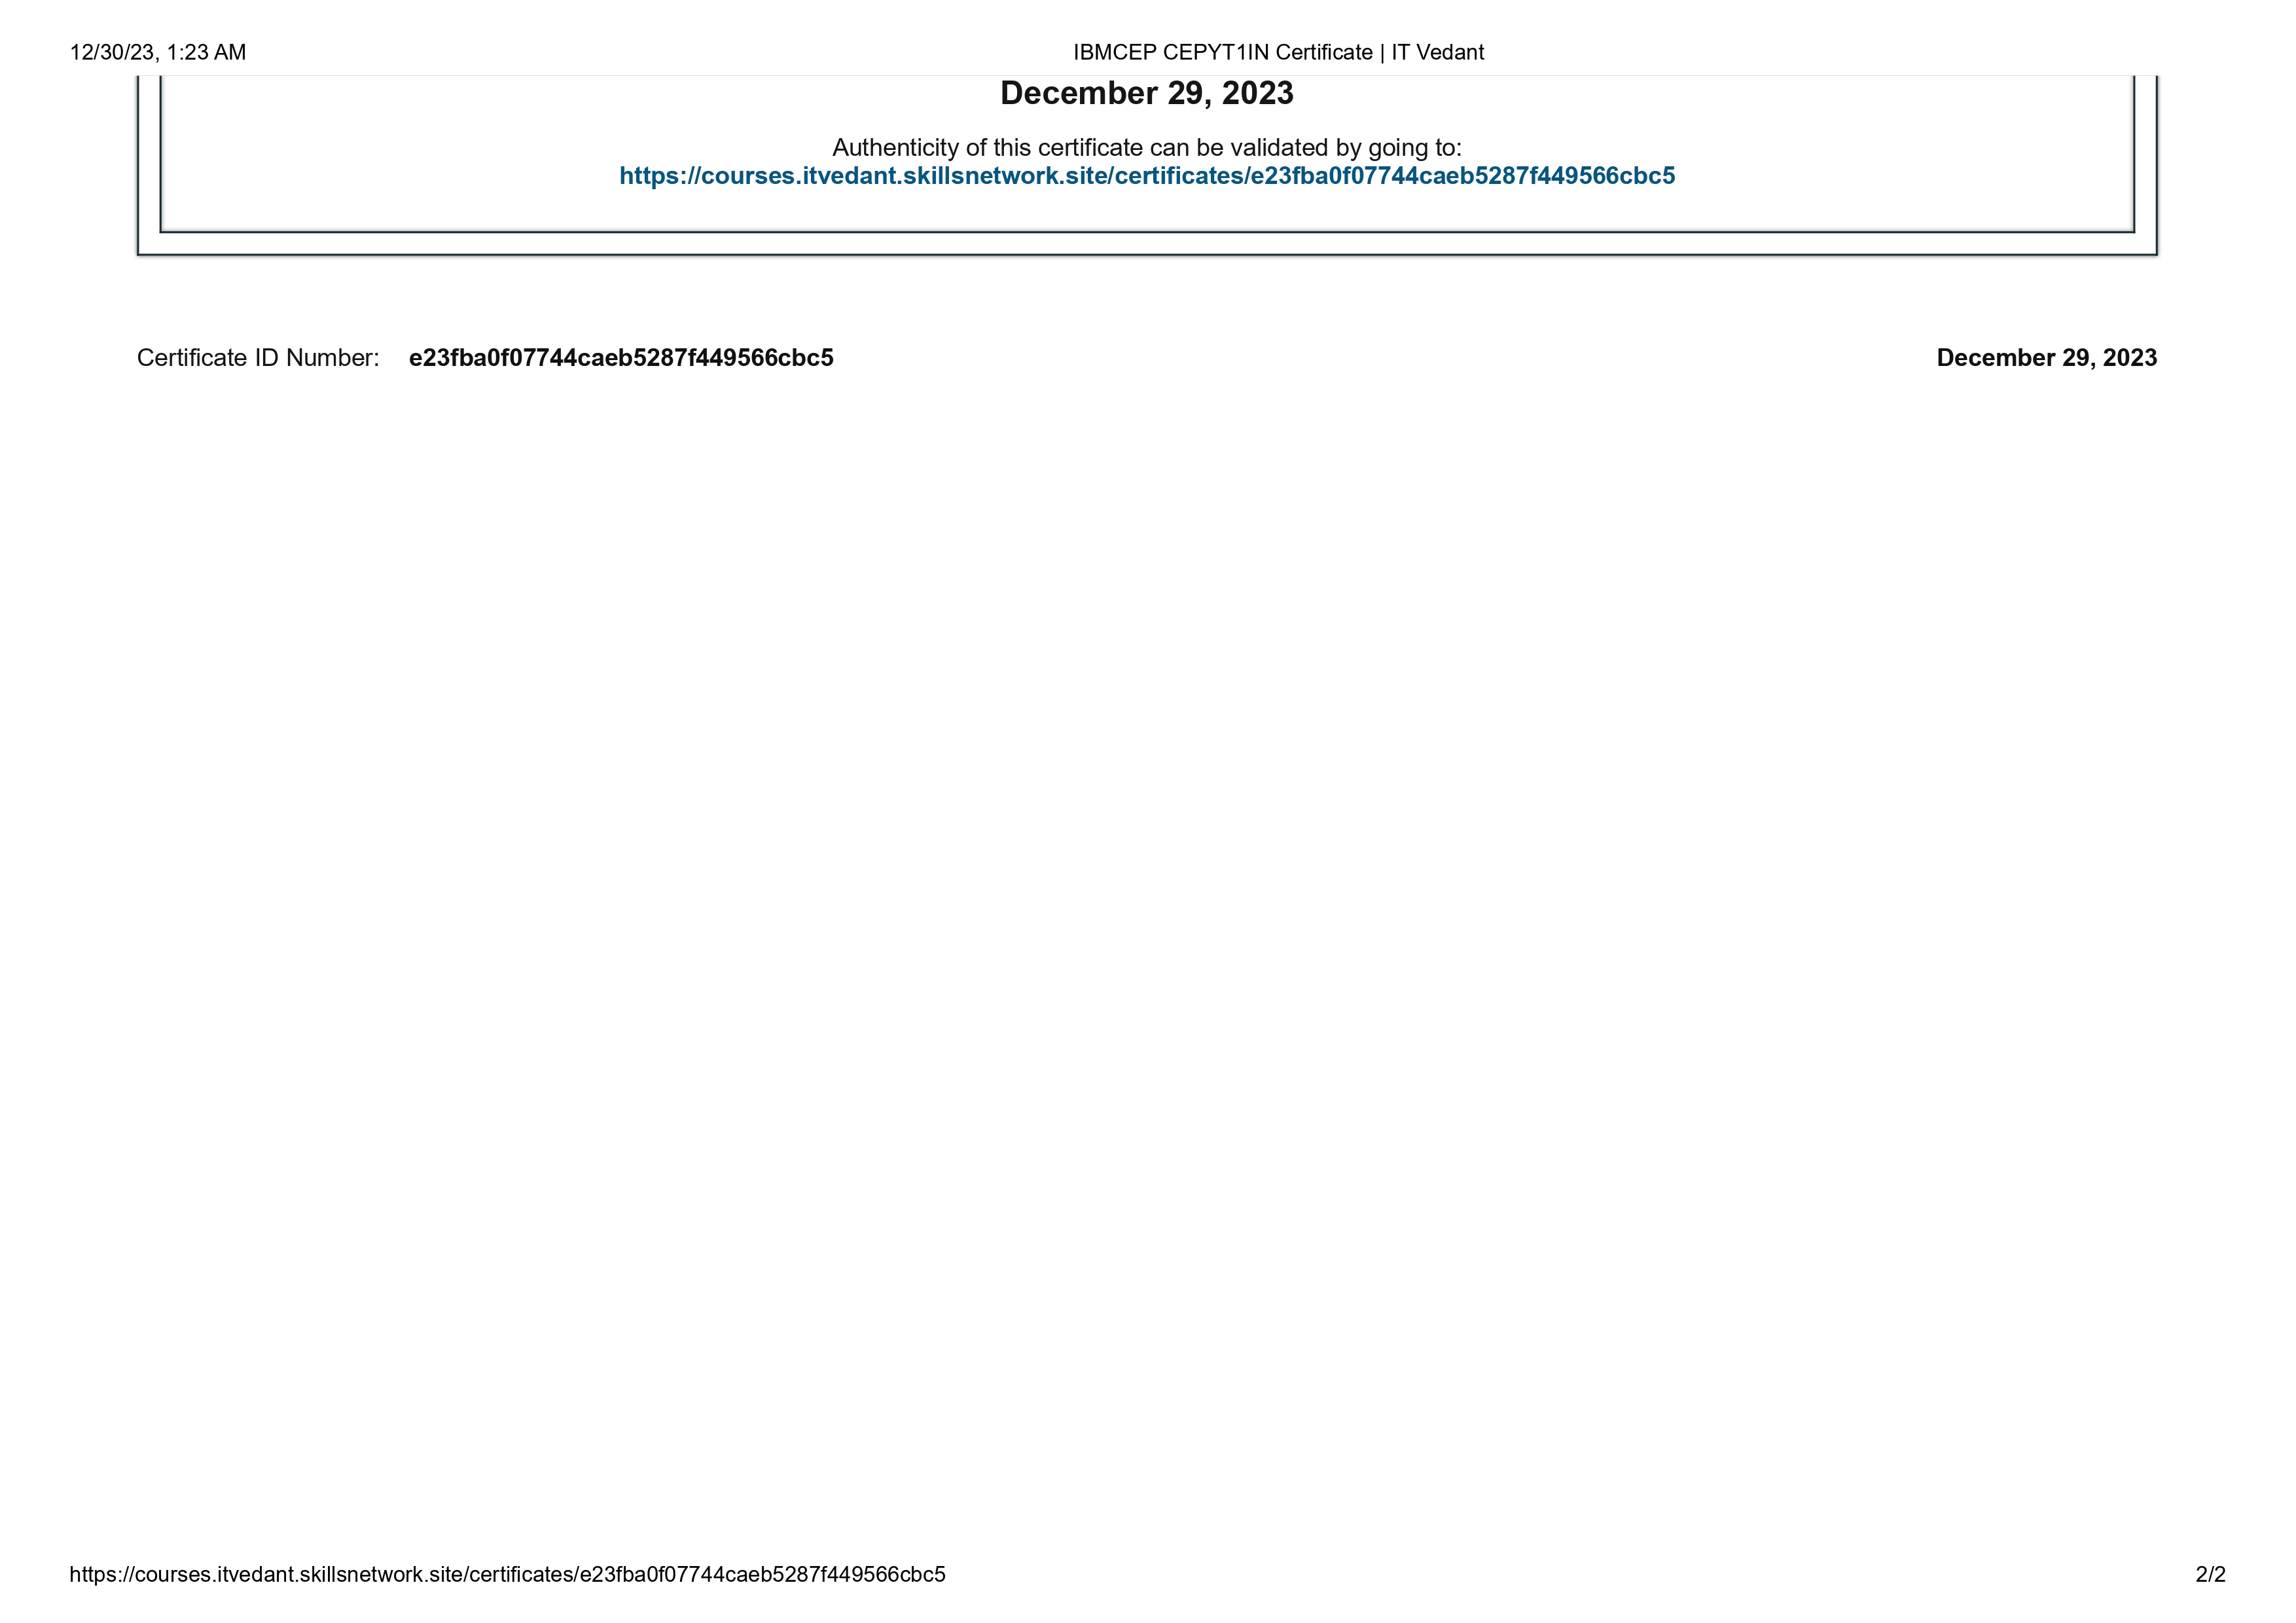 12/30/23, 1:23 AM
IBMCEP CEPYT1IN Certificate | IT Vedant
December 29, 2023
Authenticity of this certificate can be validated by going to:
https://courses.itvedant.skillsnetwork.site/certificates/e23fba0f07744caeb5287f449566cbc5
Certificate ID Number: e23fba0f07744caeb5287f449566cbc5
December 29, 2023
https://courses.itvedant.skillsnetwork.site/certificates/e23fba0f07744caeb5287f449566cbc5
2/2